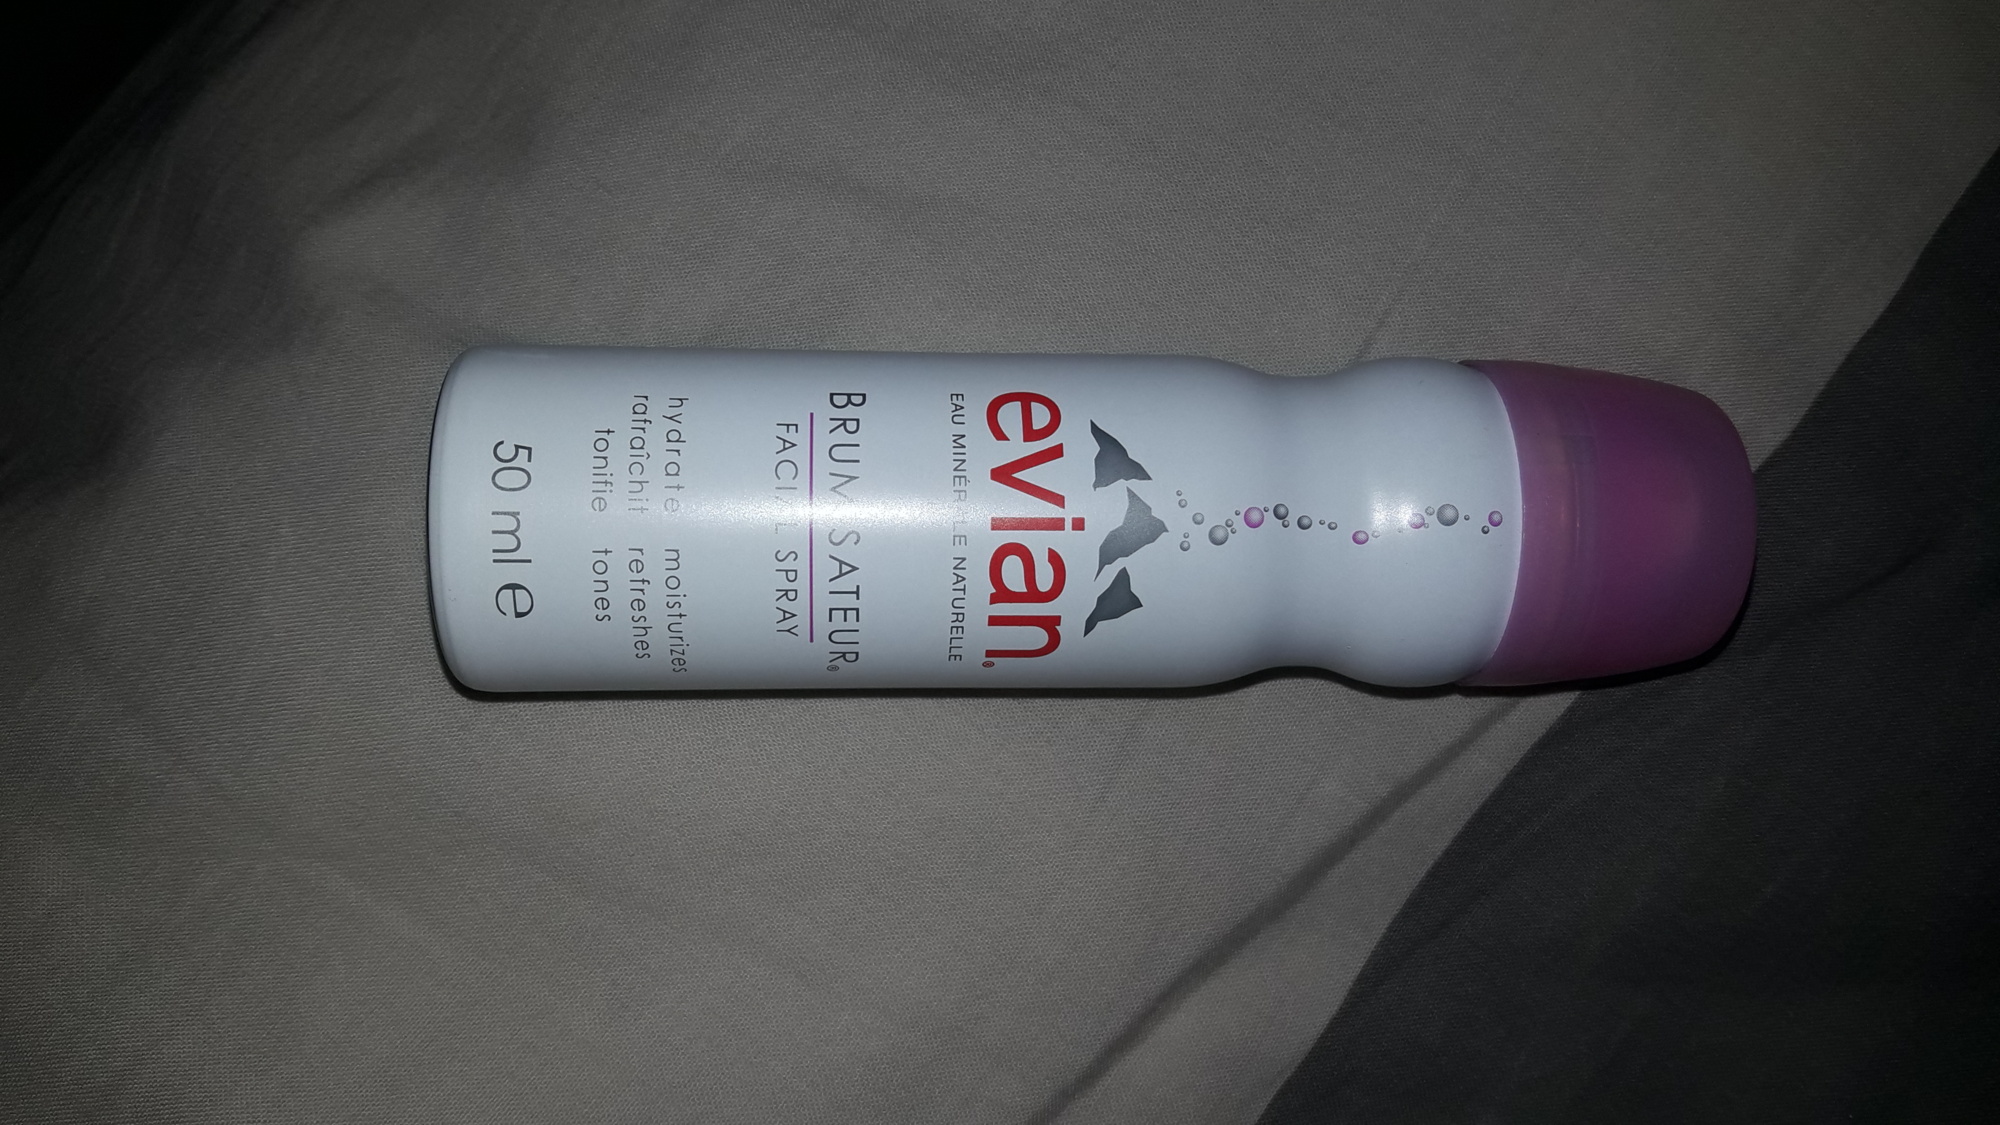 evian®
EAU MINÉRALE NATURELLE
BRUMISATEUR®
FACIAL SPRAY
hydrate moisturizes
rafraîchit refreshes
tonifie tones
50 ml e